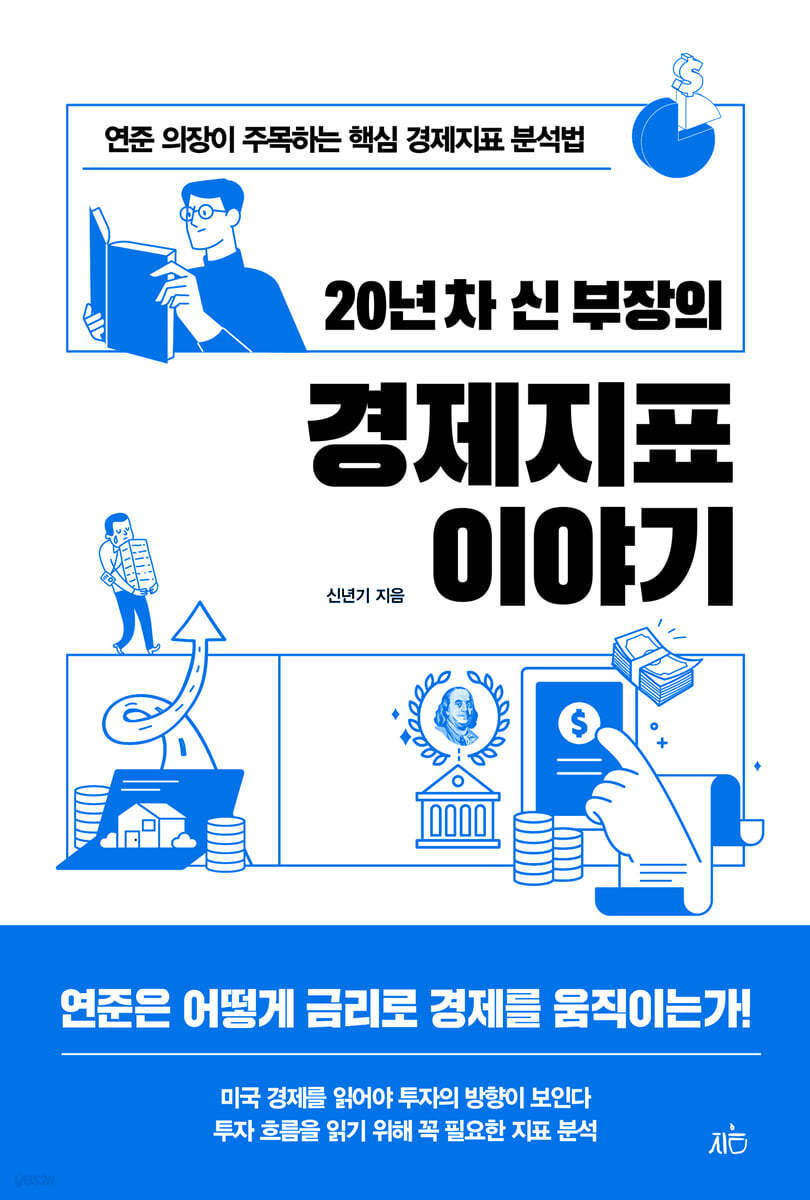 연준 의장이 주목하는 핵심 경제지표 분석법
20년 차 신 부장의
경제지표
이야기
신년기 지음
연준은 어떻게 금리로 경제를 움직이는가!
미국 경제를 읽어야 투자의 방향이 보인다
투자 흐름을 읽기 위해 꼭 필요한 지표 분석
지음
yes24